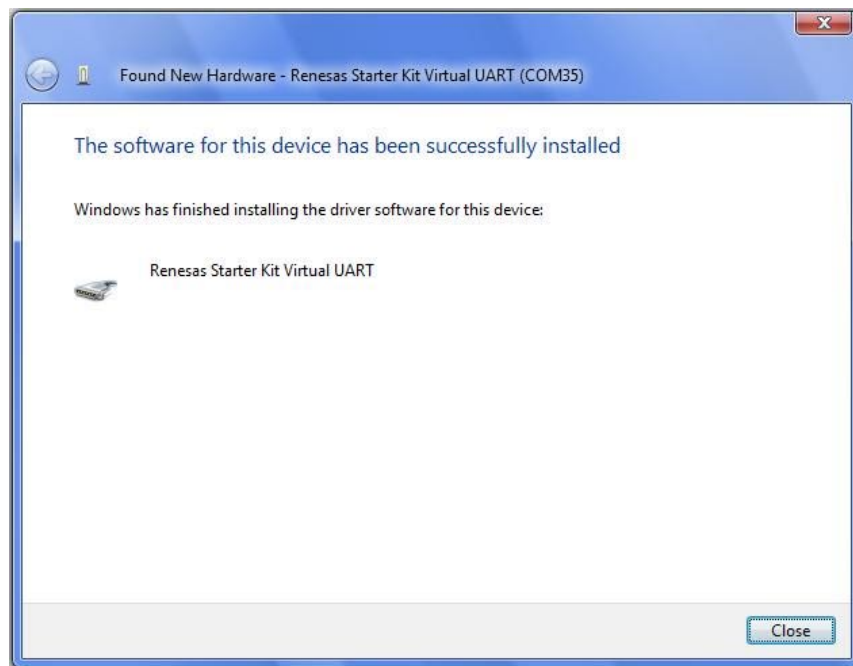 Found New Hardware - Renesas Starter Kit Virtual UART (COM35)
The software for this device has been successfully installed
Windows has finished installing the driver software for this device:
Renesas Starter Kit Virtual UART
Close